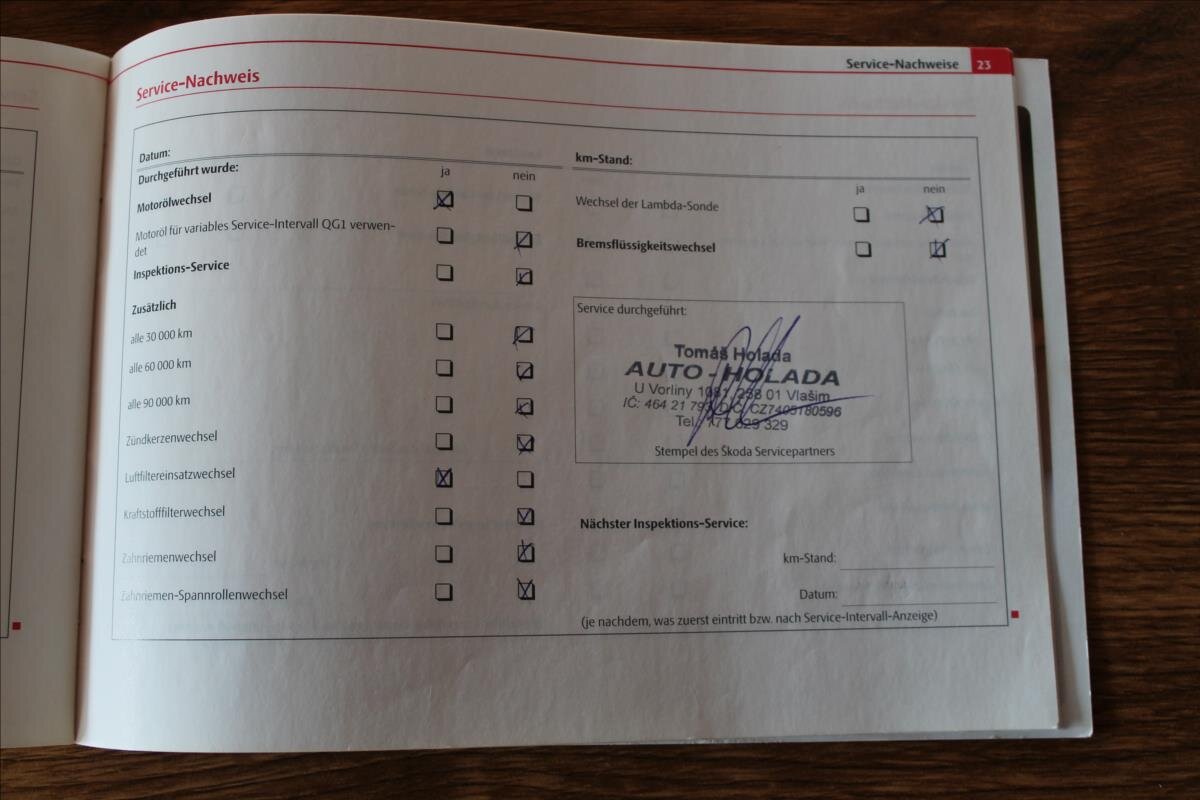 Service-Nachweise 23
Service-Nachweis
Datum:
Durchgeführt wurde:
ja nein
Motorölwechsel
Motoröl für variables Service-Intervall QG1 verwen-
det
Inspektions-Service
Zusätzlich
alle 30 000 km
alle 60 000 km
alle 90 000 km
Zündkerzenwechsel
Luftfiltereinsatzwechsel
Kraftstofffilterwechsel
Zahnriemenwechsel
Zahnriemen-Spannrollenwechsel
km-Stand:
ja nein
Wechsel der Lambda-Sonde
Bremsflüssigkeitswechsel
Service durchgeführt:
Tomáš Holada
AUTO - HOLADA
U Vorliny 258 01 Vlašim
IČ: 464 21 CZ7405180596
Tel. 329
Stempel des Škoda Servicepartners
Nächster Inspektions-Service:
km-Stand:
Datum:
(je nachdem, was zuerst eintritt bzw. nach Service-Intervall-Anzeige)